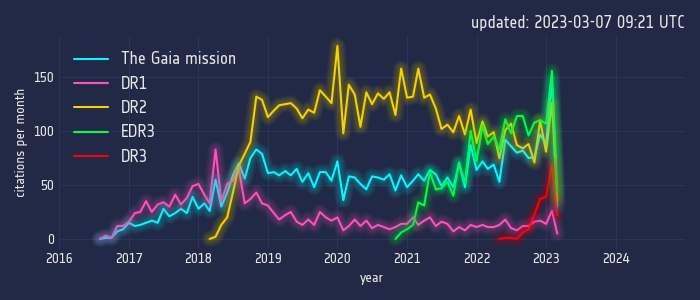 updated: 2023-03-07 09:21 UTC
The Gaia mission
DR1
DR2
EDR3
DR3
citations per month
150
100
50
0
2016 2017 2018 2019 2020 2021 2022 2023 2024
year